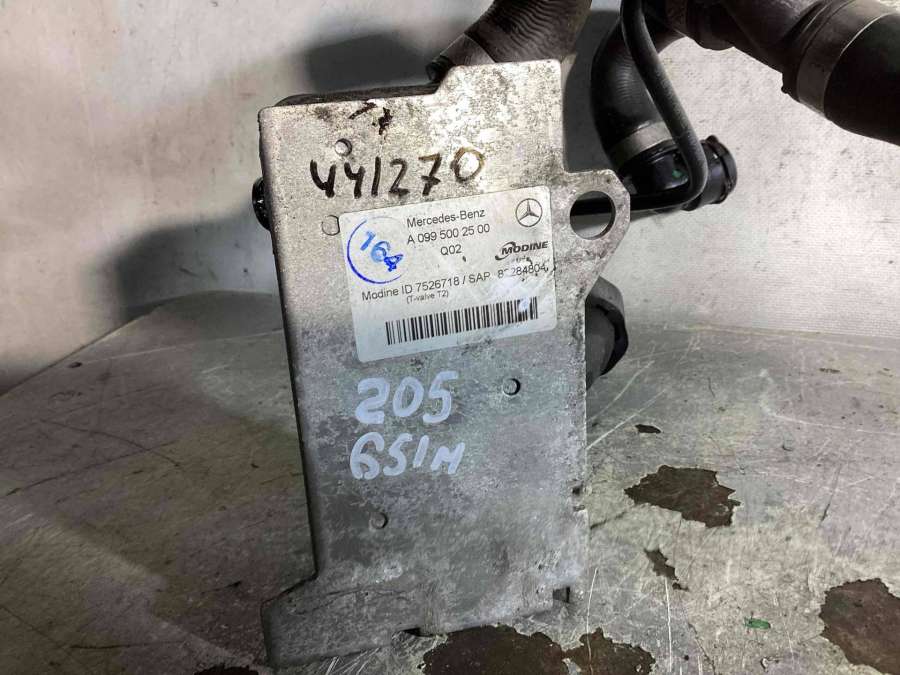 441270
Mercedes-Benz
A 099 500 25 00
Q02
MODINE
164
Modine ID 7526718 / SAP
(T-valve T2)
205
651M